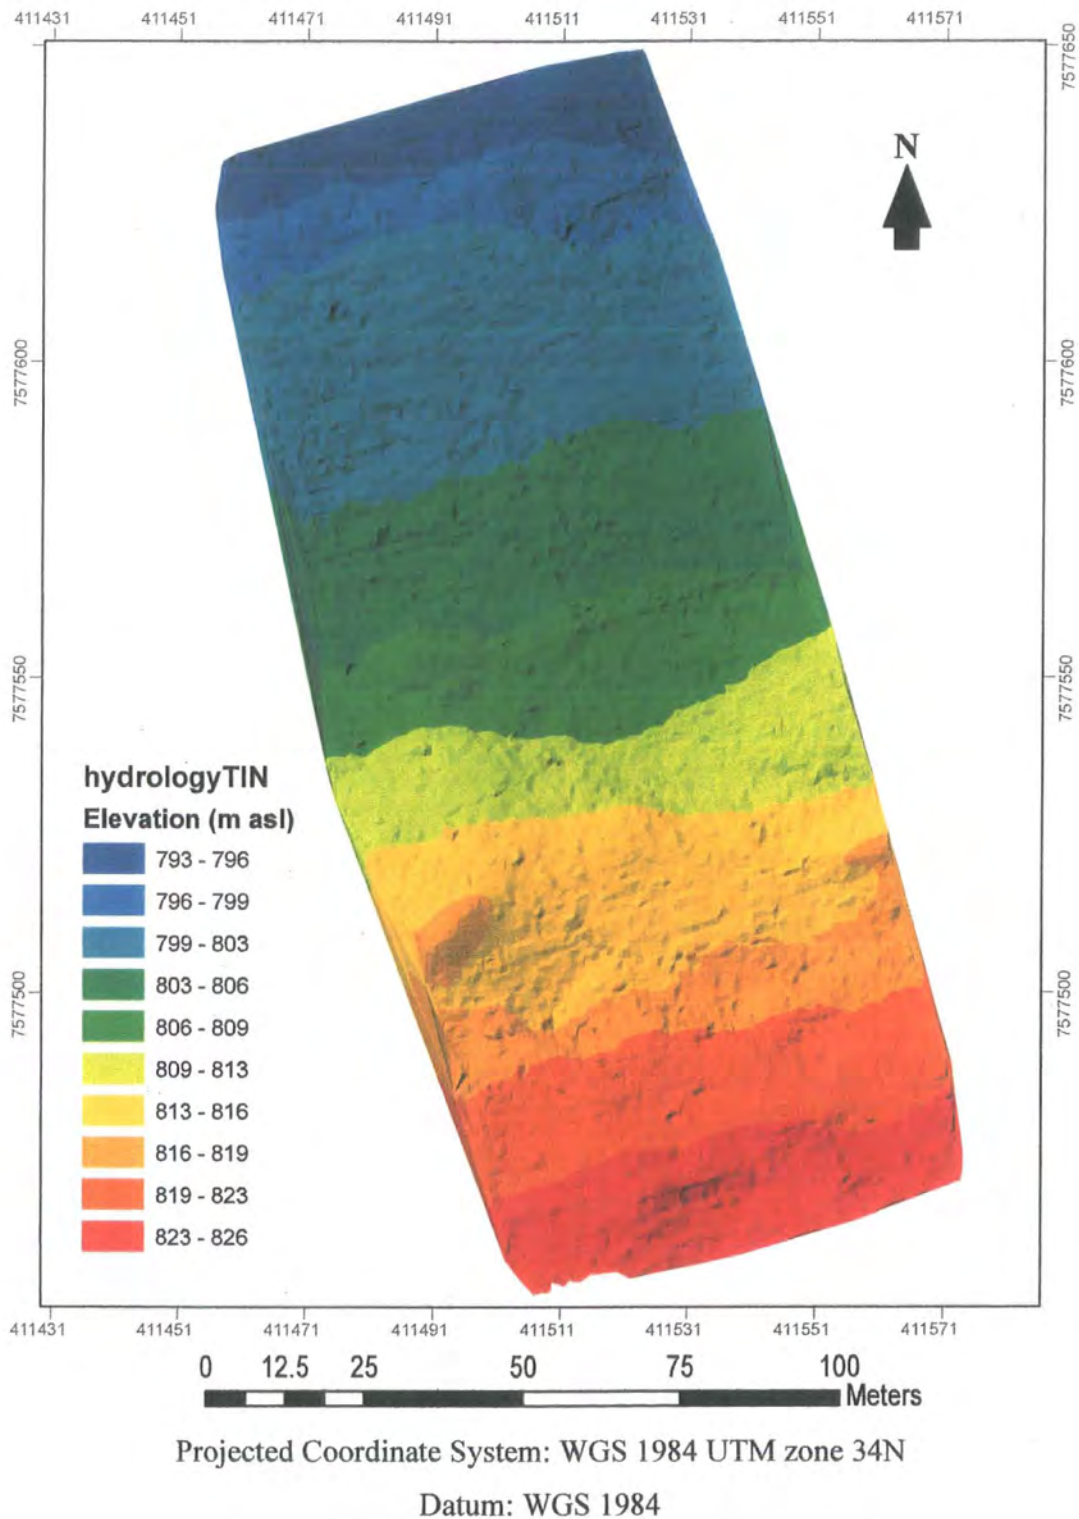 411431 411451 411471 411491 411511 411531 411551 411571
7577650 7577650
N
7577600 7577600
7577550 7577550
hydrologyTIN
Elevation (m asl)
793 - 796
796 - 799
799 - 803
803 - 806
806 - 809
809 - 813
813 - 816
816 - 819
819 - 823
823 - 826
7577500 7577500
411431 411451 411471 411491 411511 411531 411551 411571
0 12.5 25 50 75 100
Meters
Projected Coordinate System: WGS 1984 UTM zone 34N
Datum: WGS 1984